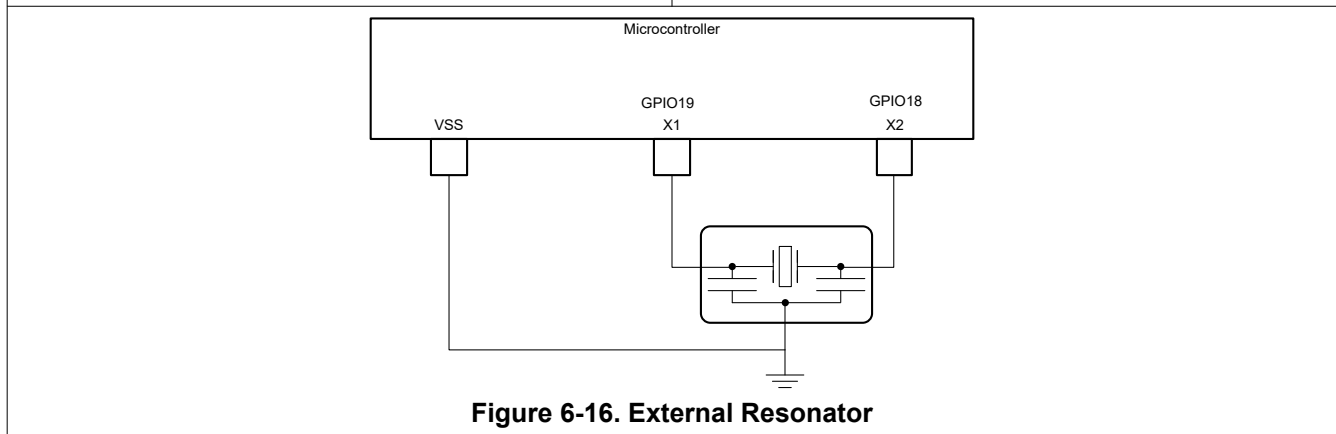 Microcontroller
GPIO19
GPIO18
VSS
X1
X2
Figure 6-16. External Resonator